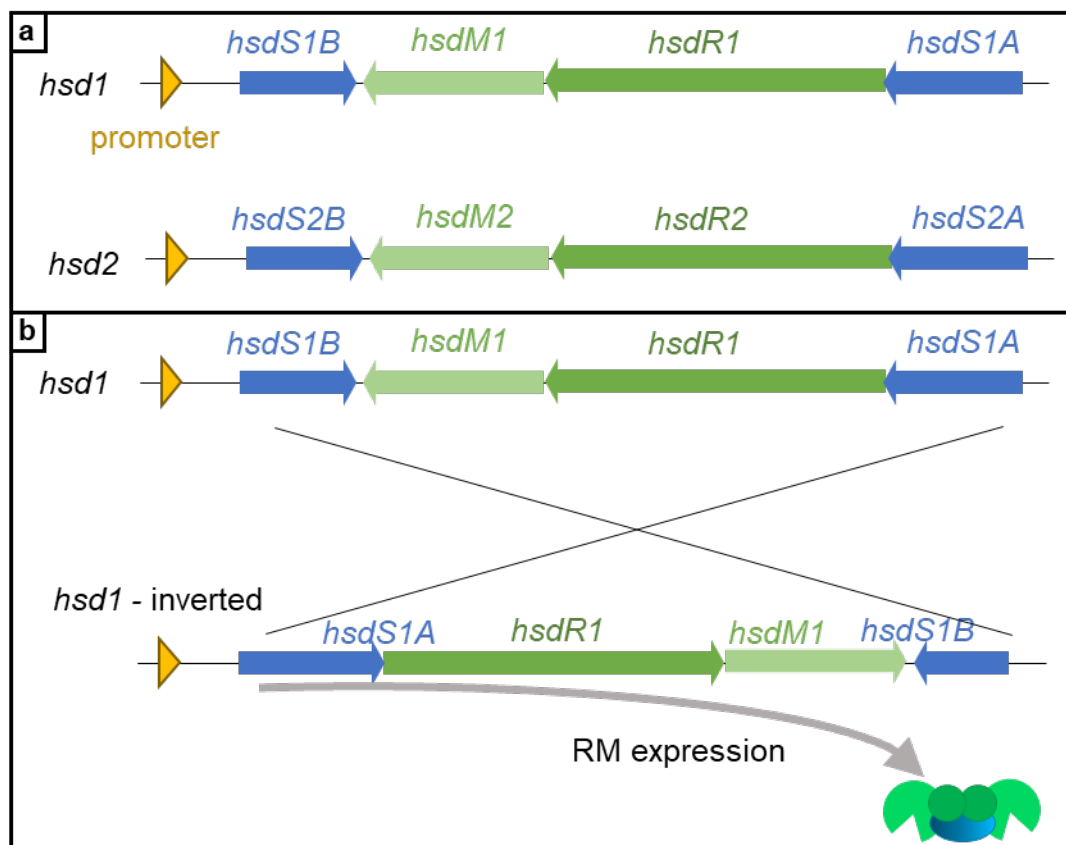 a
hsdS1B hsdM1 hsdR1 hsdS1A
hsd1
promoter
hsdS2B hsdM2 hsdR2 hsdS2A
hsd2
b
hsdS1B hsdM1 hsdR1 hsdS1A
hsd1
hsd1 - inverted
hsdS1A hsdR1 hsdM1 hsdS1B
RM expression